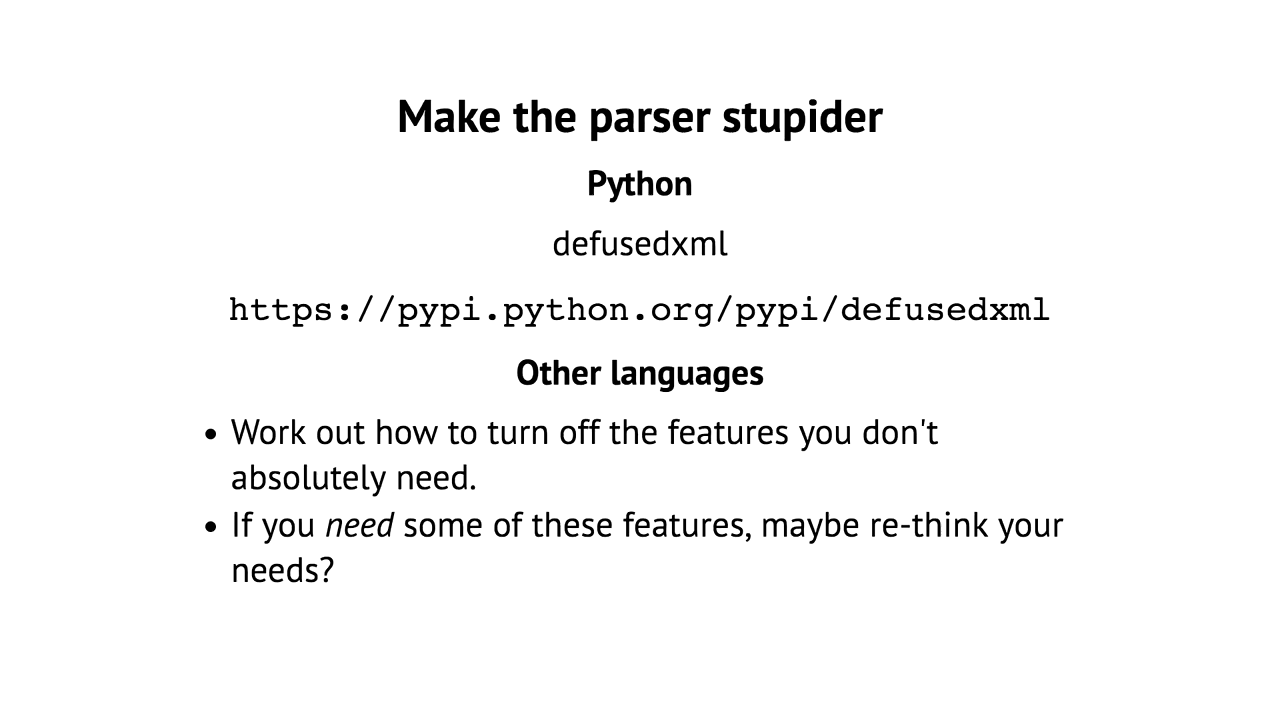 Make the parser stupider
Python
defusedxml
https://pypi.python.org/pypi/defusedxml
Other languages
• Work out how to turn off the features you don't
absolutely need.
• If you need some of these features, maybe re-think your
needs?